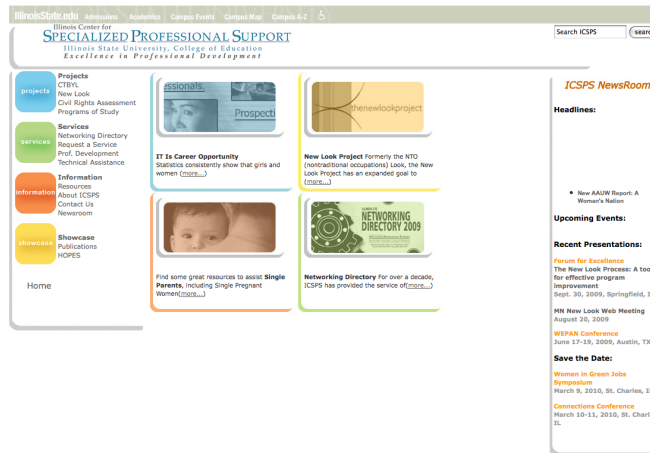 IllinoisState.edu Admissions Academics Campus Events Campus Map Campus A-Z
Illinois Center for
SPECIALIZED PROFESSIONAL SUPPORT
Illinois State University, College of Education
Excellence in Professional Development
Search ICSPS
projects
Projects
CTBYL
New Look
Civil Rights Assessment
Programs of Study
services
Services
Networking Directory
Request a Service
Prof. Development
Technical Assistance
information
Information
Resources
About ICSPS
Contact Us
Newsroom
showcase
Showcase
Publications
HOPES
Home
essionals,
Prospecti
IT Is Career Opportunity
Statistics consistently show that girls and
women (more...)
thenewlookproject
New Look Project Formerly the NTO
(nontraditional occupations) Look, the New
Look Project has an expanded goal to
(more...)
Find some great resources to assist Single
Parents, including Single Pregnant
Women(more...)
NETWORKING
DIRECTORY 2009
Networking Directory For over a decade,
ICSPS has provided the service of(more...)
ICSPS NewsRoom
Headlines:
New AAUW Report: A
Woman's Nation
Upcoming Events:
Recent Presentations:
Forum for Excellence
The New Look Process: A too
for effective program
improvement
Sept. 30, 2009, Springfield, I
MN New Look Web Meeting
August 20, 2009
WEPAN Conference
June 17-19, 2009, Austin, TX
Save the Date:
Women in Green Jobs
Symposium
March 9, 2010, St. Charles, I
Connections Conference
March 10-11, 2010, St. Charl
IL